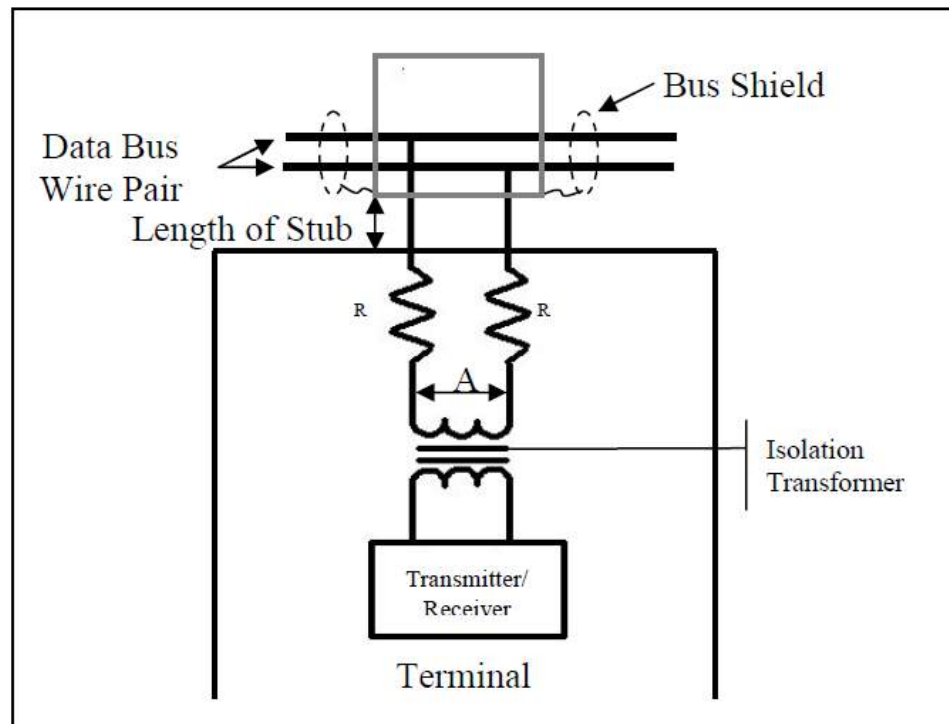 Bus Shield
Data Bus
Wire Pair
Length of Stub
R
R
A
Isolation
Transformer
Transmitter/
Receiver
Terminal